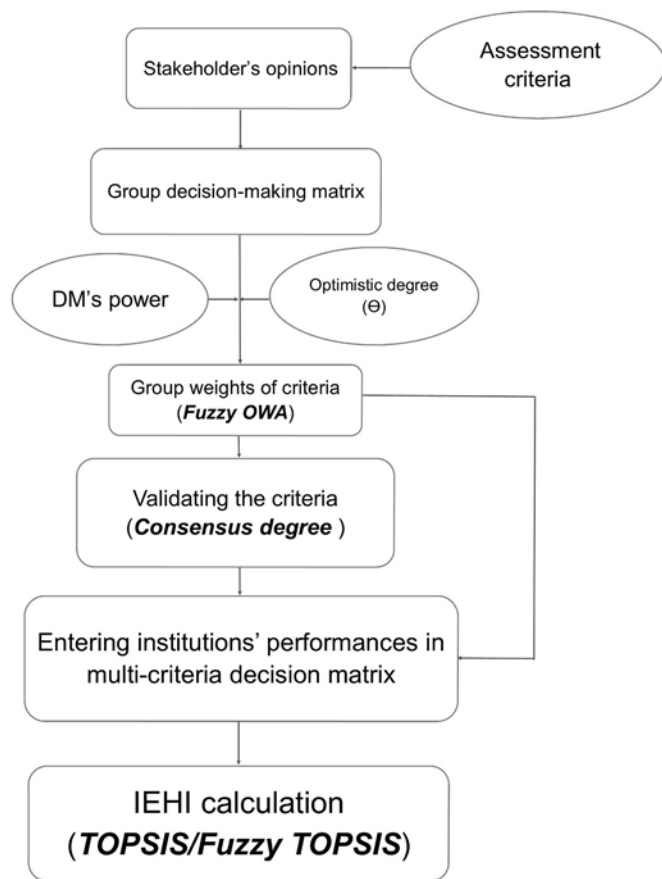 Assessment
criteria
Stakeholder's opinions
Group decision-making matrix
DM's power
Optimistic degree
(Ө)
Group weights of criteria
(Fuzzy OWA)
Validating the criteria
(Consensus degree )
Entering institutions' performances in
multi-criteria decision matrix
IEHI calculation
(TOPSIS/Fuzzy TOPSIS)